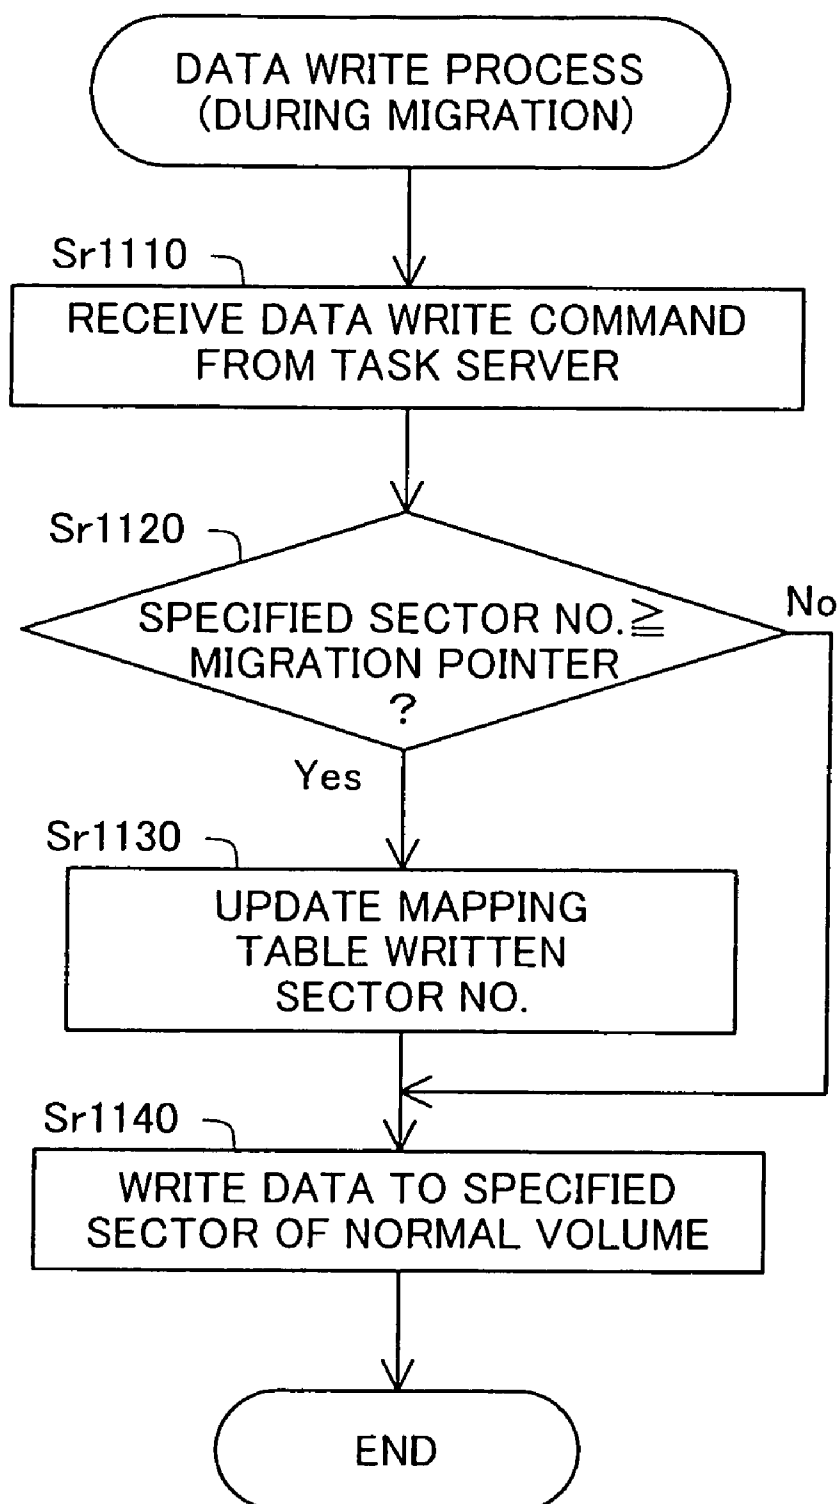 DATA WRITE PROCESS
(DURING MIGRATION)
Sr1110
RECEIVE DATA WRITE COMMAND
FROM TASK SERVER
Sr1120
SPECIFIED SECTOR NO.≧
MIGRATION POINTER
?
No
Yes
Sr1130
UPDATE MAPPING
TABLE WRITTEN
SECTOR NO.
Sr1140
WRITE DATA TO SPECIFIED
SECTOR OF NORMAL VOLUME
END